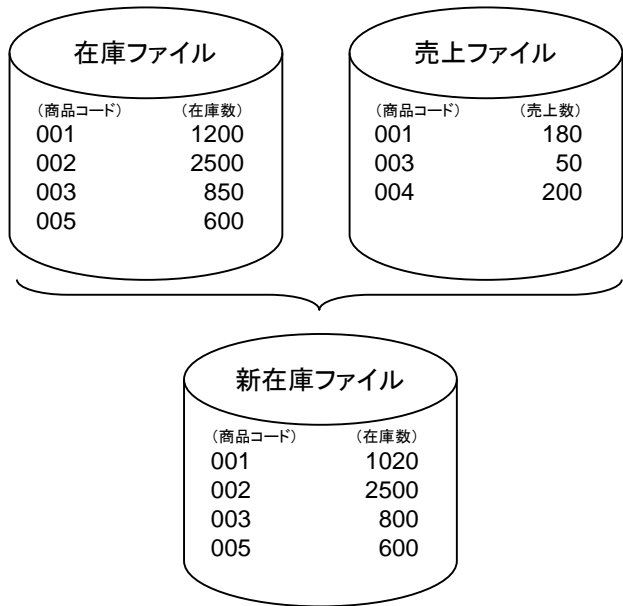 在庫ファイル
(商品コード) (在庫数)
001 1200
002 2500
003 850
005 600
売上ファイル
(商品コード) (売上数)
001 180
003 50
004 200
新在庫ファイル
(商品コード) (在庫数)
001 1020
002 2500
003 800
005 600